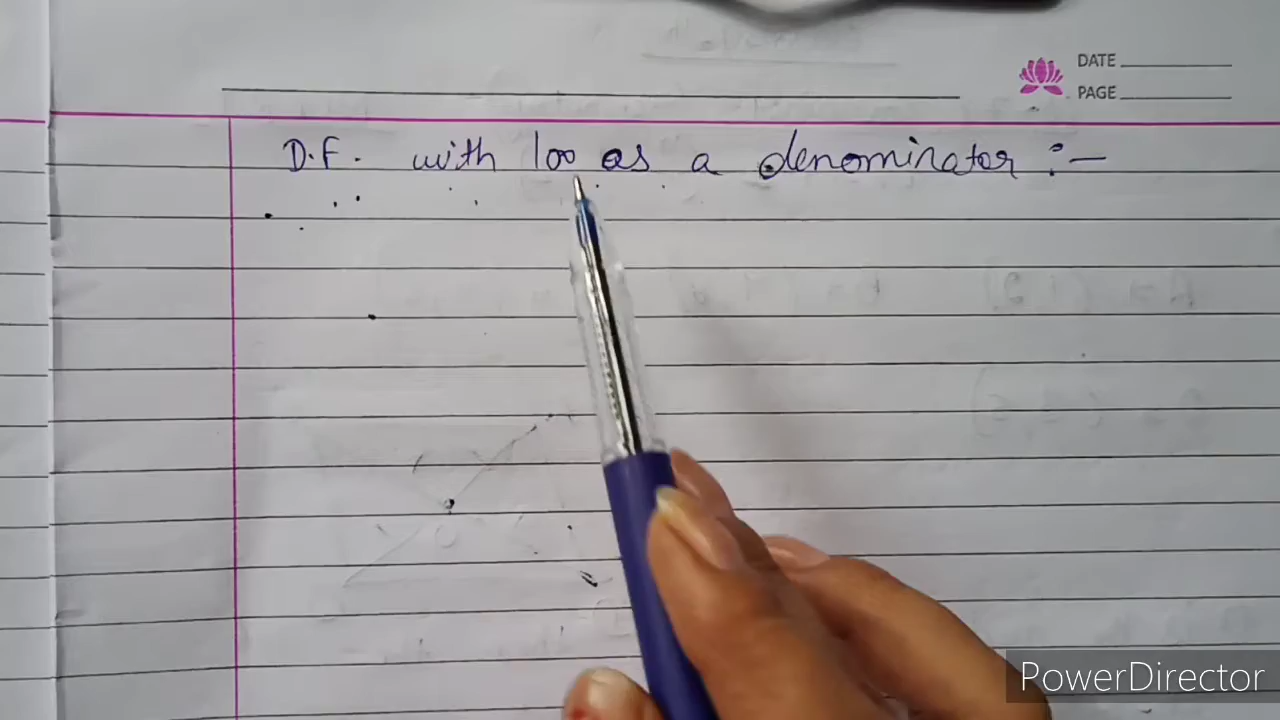 DATE
PAGE
D.F. with 100 as a denominator :-
PowerDirector